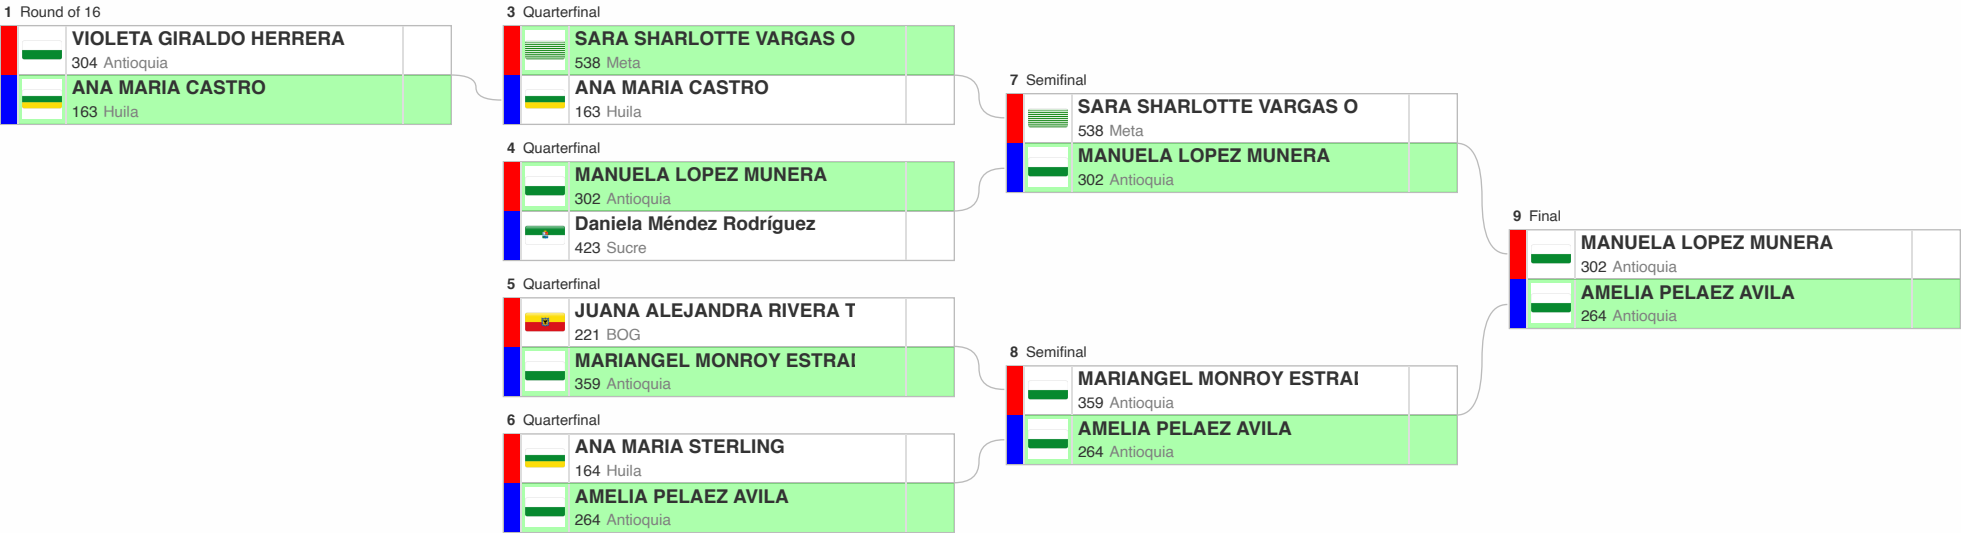 1 Round of 16
VIOLETA GIRALDO HERRERA
304 Antioquia
ANA MARIA CASTRO
163 Huila
3 Quarterfinal
SARA SHARLOTTE VARGAS O
538 Meta
ANA MARIA CASTRO
163 Huila
4 Quarterfinal
MANUELA LOPEZ MUNERA
302 Antioquia
Daniela Méndez Rodríguez
423 Sucre
5 Quarterfinal
JUANA ALEJANDRA RIVERA T
221 BOG
MARIANGEL MONROY ESTRA
359 Antioquia
6 Quarterfinal
ANA MARIA STERLING
164 Huila
AMELIA PELAEZ AVILA
264 Antioquia
7 Semifinal
SARA SHARLOTTE VARGAS O
538 Meta
MANUELA LOPEZ MUNERA
302 Antioquia
8 Semifinal
MARIANGEL MONROY ESTRA
359 Antioquia
AMELIA PELAEZ AVILA
264 Antioquia
9 Final
MANUELA LOPEZ MUNERA
302 Antioquia
AMELIA PELAEZ AVILA
264 Antioquia